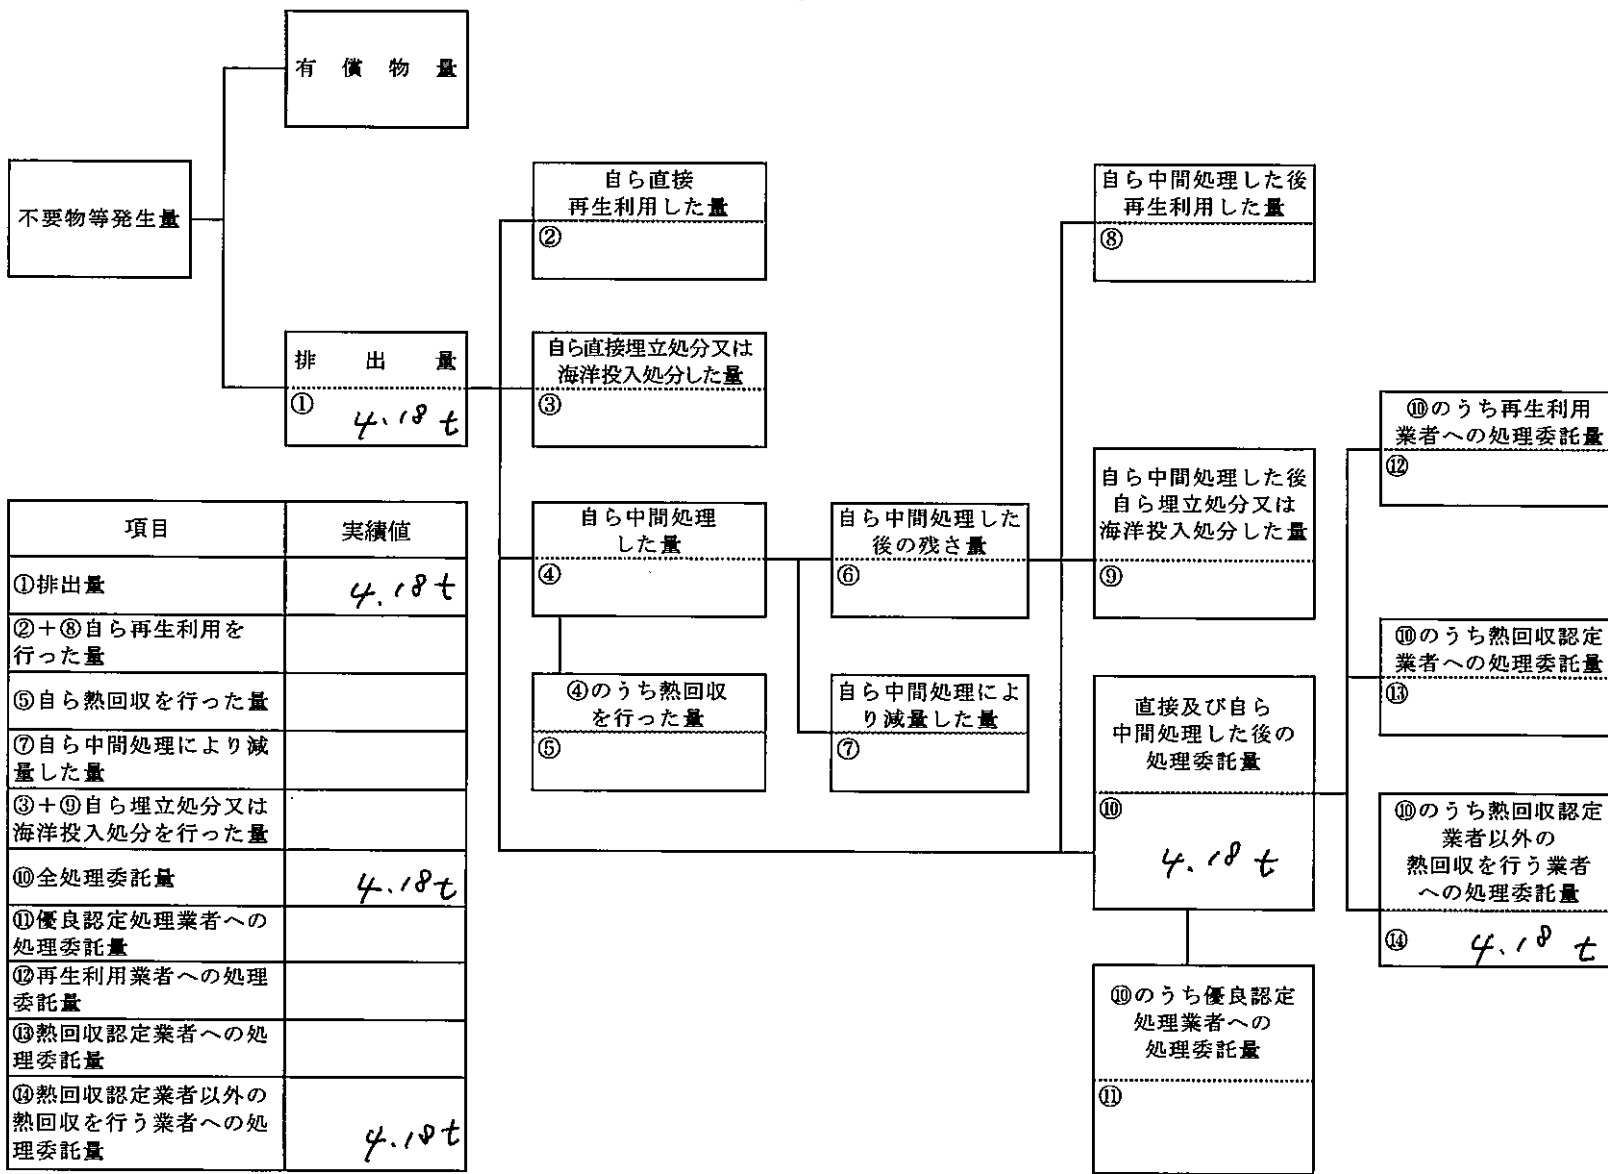 有償物量
不要物等発生量
排出量
①
4.18 t
自ら直接
再生利用した量
②
自ら直接埋立処分又は
海洋投入処分した量
③
自ら中間処理
した量
④
④のうち熱回収
を行った量
⑤
自ら中間処理した
後の残さ量
⑥
自ら中間処理によ
り減量した量
⑦
自ら中間処理した後
再生利用した量
⑧
自ら中間処理した後
自ら埋立処分又は
海洋投入処分した量
⑨
直接及び自ら
中間処理した後の
処理委託量
⑩
4.18 t
⑩のうち優良認定
処理業者への
処理委託量
⑪
⑩のうち再生利用
業者への処理委託量
⑫
⑩のうち熱回収認定
業者への処理委託量
⑬
⑩のうち熱回収認定
業者以外の
熱回収を行う業者
への処理委託量
⑭ 4.18 t
項目 実績値
①排出量 4.18 t
②+⑧自ら再生利用を
行った量
⑤自ら熱回収を行った量
⑦自ら中間処理により減
量した量
③+⑨自ら埋立処分又は
海洋投入処分を行った量
⑩全処理委託量 4.18 t
⑪優良認定処理業者への
処理委託量
⑫再生利用業者への処理
委託量
⑬熱回収認定業者への処
理委託量
⑭熱回収認定業者以外の
熱回収を行う業者への処
理委託量 4.18 t